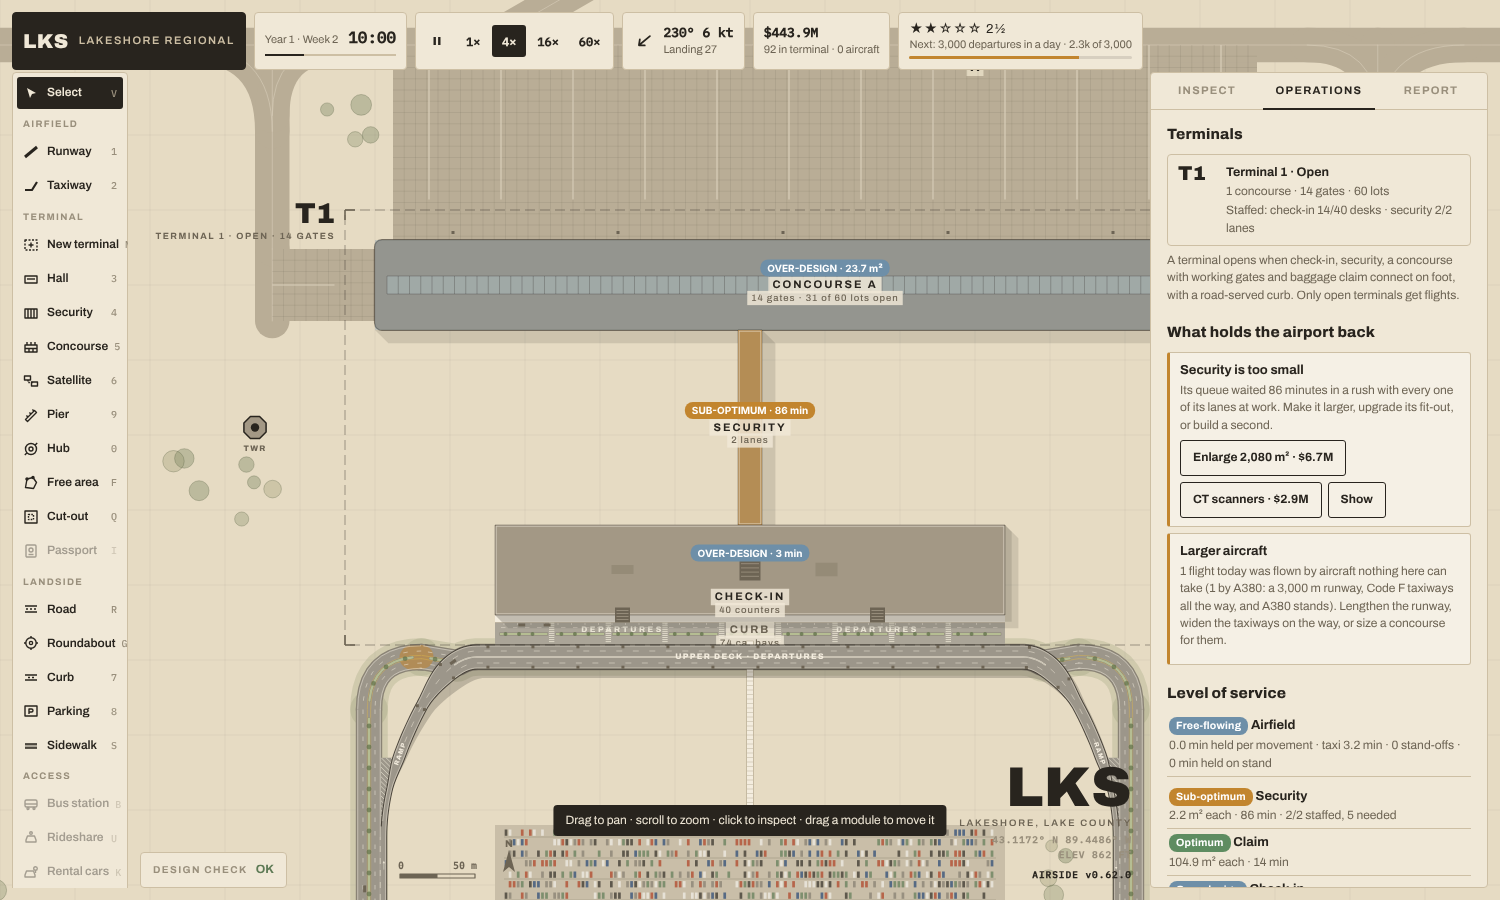 LKS LAKESHORE REGIONAL
Year 1 · Week 2 10:00
1× 4× 16× 60×
230° 6 kt
Landing 27
$443.9M
92 in terminal · 0 aircraft
★★☆☆☆ 2½
Next: 3,000 departures in a day · 2.3k of 3,000
Select V
AIRFIELD
Runway 1
Taxiway 2
TERMINAL
New terminal
Hall 3
Security 4
Concourse 5
Satellite 6
Pier 9
Hub 0
Free area F
Cut-out Q
Passport I
LANDSIDE
Road R
Roundabout G
Curb 7
Parking 8
Sidewalk S
ACCESS
Bus station B
Rideshare U
Rental cars K
T1
TERMINAL 1 · OPEN · 14 GATES
OVER-DESIGN · 23.7 m²
CONCOURSE A
14 gates · 31 of 60 lots open
SUB-OPTIMUM · 86 min
SECURITY
2 lanes
TWR
OVER-DESIGN · 3 min
CHECK-IN
40 counters
DEPARTURES
CURB
DEPARTURES
74 car bays
UPPER DECK · DEPARTURES
RAMP
RAMP
Drag to pan · scroll to zoom · click to inspect · drag a module to move it
LKS
LAKESHORE, LAKE COUNTY
43.1172° N 89.4486
ELEV 862
AIRSIDE v0.62.0
N
0 50 m
DESIGN CHECK OK
INSPECT OPERATIONS REPORT
Terminals
T1 Terminal 1 · Open
1 concourse · 14 gates · 60 lots
Staffed: check-in 14/40 desks · security 2/2
lanes
A terminal opens when check-in, security, a concourse
with working gates and baggage claim connect on foot,
with a road-served curb. Only open terminals get flights.
What holds the airport back
Security is too small
Its queue waited 86 minutes in a rush with every one
of its lanes at work. Make it larger, upgrade its fit-out,
or build a second.
Enlarge 2,080 m² · $6.7M
CT scanners · $2.9M Show
Larger aircraft
1 flight today was flown by aircraft nothing here can
take (1 by A380: a 3,000 m runway, Code F taxiways
all the way, and A380 stands). Lengthen the runway,
widen the taxiways on the way, or size a concourse
for them.
Level of service
Free-flowing Airfield
0.0 min held per movement · taxi 3.2 min · 0 stand-offs ·
0 min held on stand
Sub-optimum Security
2.2 m² each · 86 min · 2/2 staffed, 5 needed
Optimum Claim
104.9 m² each · 14 min